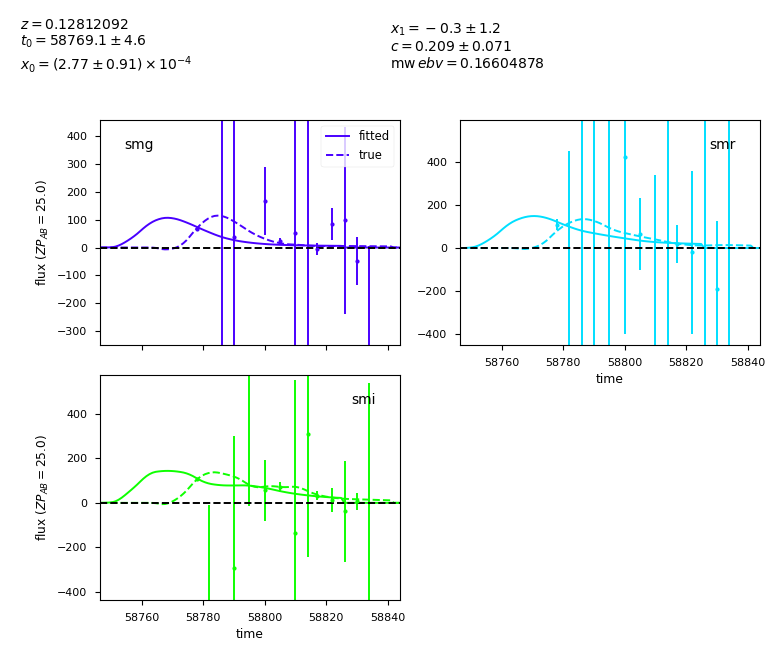 z = 0.12812092
t0 = 58769.1 ± 4.6
x0 = (2.77 ± 0.91) × 10^−4
x1 = −0.3 ± 1.2
c = 0.209 ± 0.071
mw ebv = 0.16604878
smg
fitted
true
400
300
200
100
0
−100
−200
−300
flux (ZP_AB = 25.0)
smr
400
200
0
−200
−400
58760 58780 58800 58820 58840
time
smi
400
200
0
−200
−400
flux (ZP_AB = 25.0)
58760 58780 58800 58820 58840
time